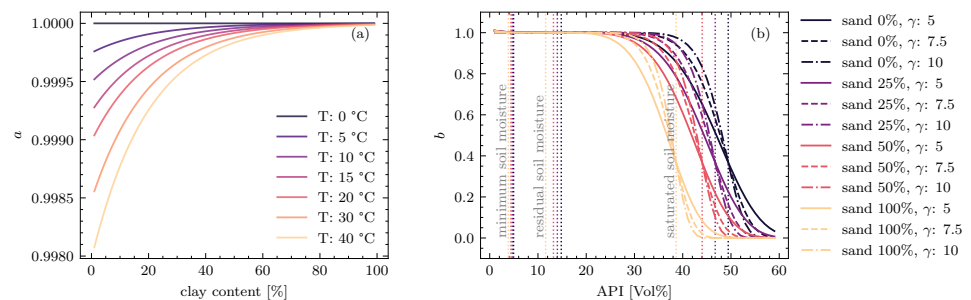 1.0000
0.9995
0.9990
0.9985
0.9980
a
(a)
T: 0 °C
T: 5 °C
T: 10 °C
T: 15 °C
T: 20 °C
T: 30 °C
T: 40 °C
0
20
40
60
80
100
clay content [%]
1.0
0.8
0.6
0.4
0.2
0.0
b
(b)
minimum soil moisture
residual soil moisture
saturated soil moisture
0
10
20
30
40
50
60
API [Vol%]
sand 0%, γ: 5
sand 0%, γ: 7.5
sand 0%, γ: 10
sand 25%, γ: 5
sand 25%, γ: 7.5
sand 25%, γ: 10
sand 50%, γ: 5
sand 50%, γ: 7.5
sand 50%, γ: 10
sand 100%, γ: 5
sand 100%, γ: 7.5
sand 100%, γ: 10